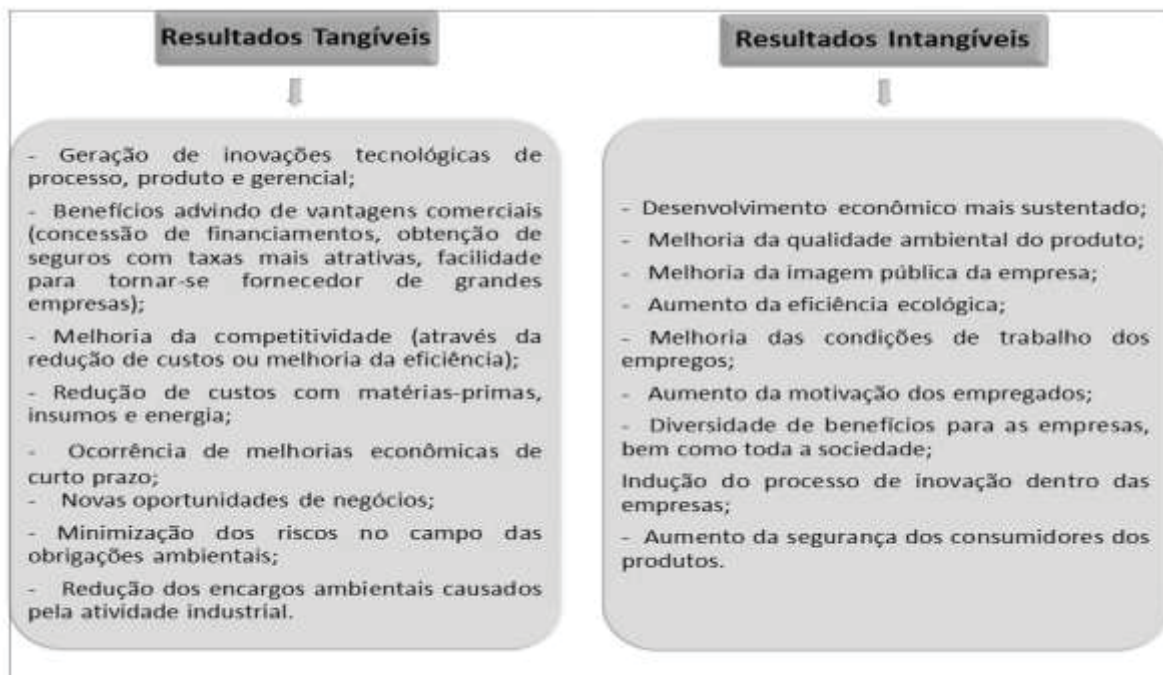 Resultados Tangíveis
- Geração de inovações tecnológicas de
processo, produto e gerencial;
- Benefícios advindo de vantagens comerciais
(concessão de financiamentos, obtenção de
seguros com taxas mais atrativas, facilidade
para tornar-se fornecedor de grandes
empresas);
- Melhoria da competitividade (através da
redução de custos ou melhoria da eficiência);
- Redução de custos com matérias-primas,
insumos e energia;
- Ocorrência de melhorias econômicas de
curto prazo;
- Novas oportunidades de negócios;
- Minimização dos riscos no campo das
obrigações ambientais;
- Redução dos encargos ambientais causados
pela atividade industrial.
Resultados Intangíveis
- Desenvolvimento econômico mais sustentado;
- Melhoria da qualidade ambiental do produto;
- Melhoria da imagem pública da empresa;
- Aumento da eficiência ecológica;
- Melhoria das condições de trabalho dos
empregos;
- Aumento da motivação dos empregados;
- Diversidade de benefícios para as empresas,
bem como toda a sociedade;
Indução do processo de inovação dentro das
empresas;
- Aumento da segurança dos consumidores dos
produtos.